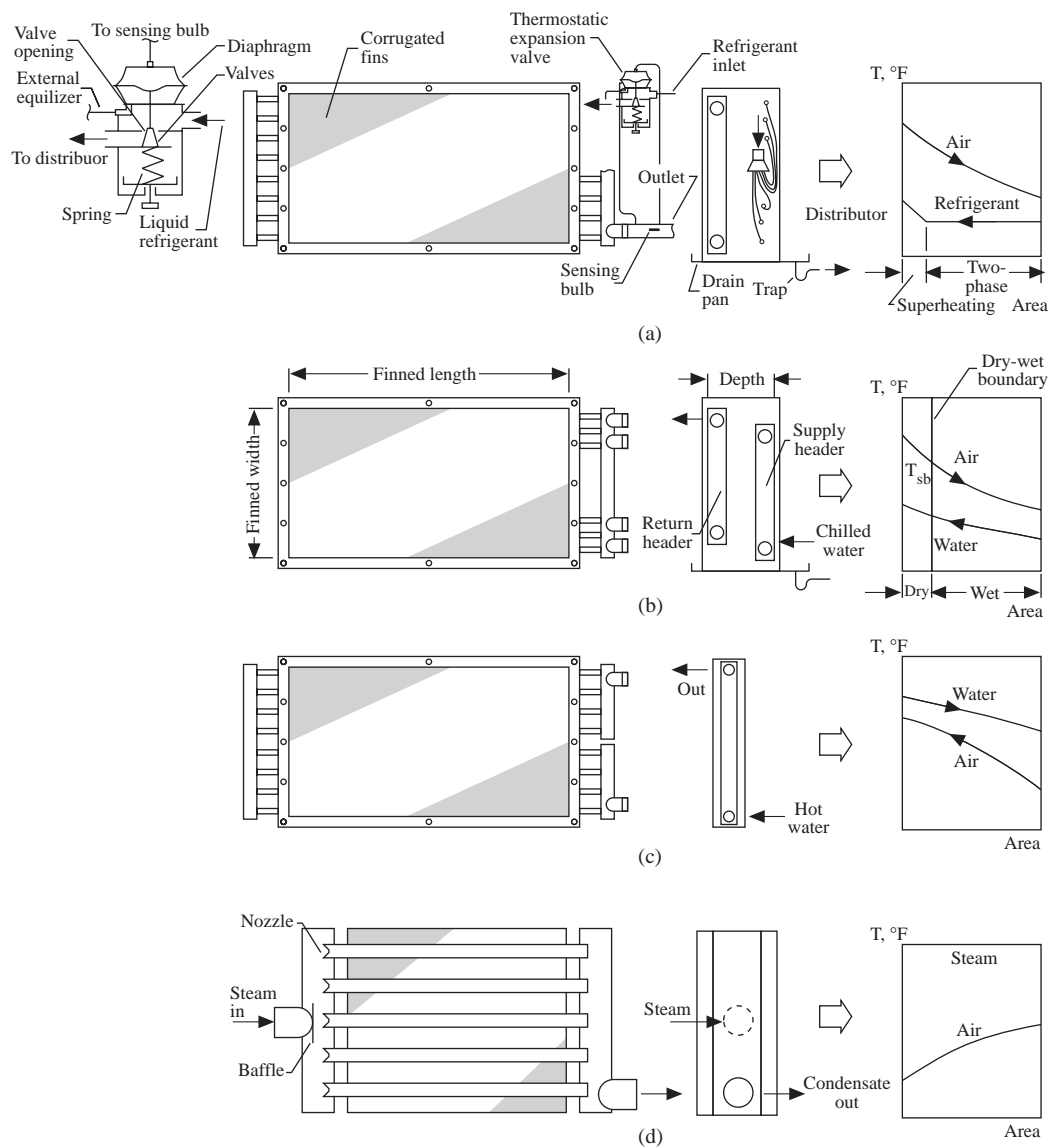 To sensing bulb
Valve
opening
Diaphragm
Valves
External
equilizer
To distribuor
Spring
Liquid
refrigerant
Corrugated
fins
Thermostatic
expansion
valve
Refrigerant
inlet
Outlet
Sensing
bulb
Drain
pan
Trap
Distributor
T, °F
Air
Refrigerant
Two-
phase
Superheating
Area
(a)
Finned length
Finned width
Depth
Supply
header
Return
header
Chilled
water
Dry-wet
boundary
T, °F
Air
Tsb
Water
Dry
Wet
Area
(b)
Out
Hot
water
T, °F
Water
Air
Area
(c)
Nozzle
Steam
in
Baffle
Steam
Condensate
out
T, °F
Steam
Air
Area
(d)